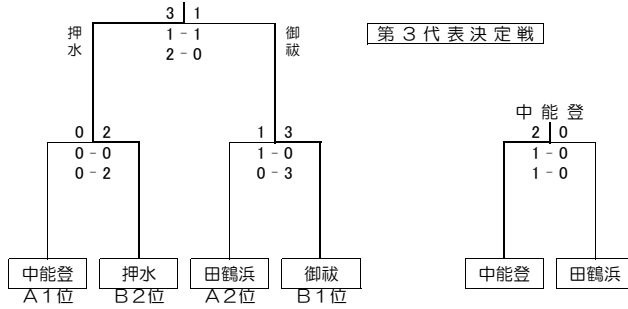 3 1
1 - 1
2 - 0
押水
御祓
第3代表決定戦
0 2
0 - 0
0 - 2
1 3
1 - 0
0 - 3
中能登
2 0
1 - 0
1 - 0
中能登 押水 田鶴浜 御祓 中能登 田鶴浜
A1位 B2位 A2位 B1位